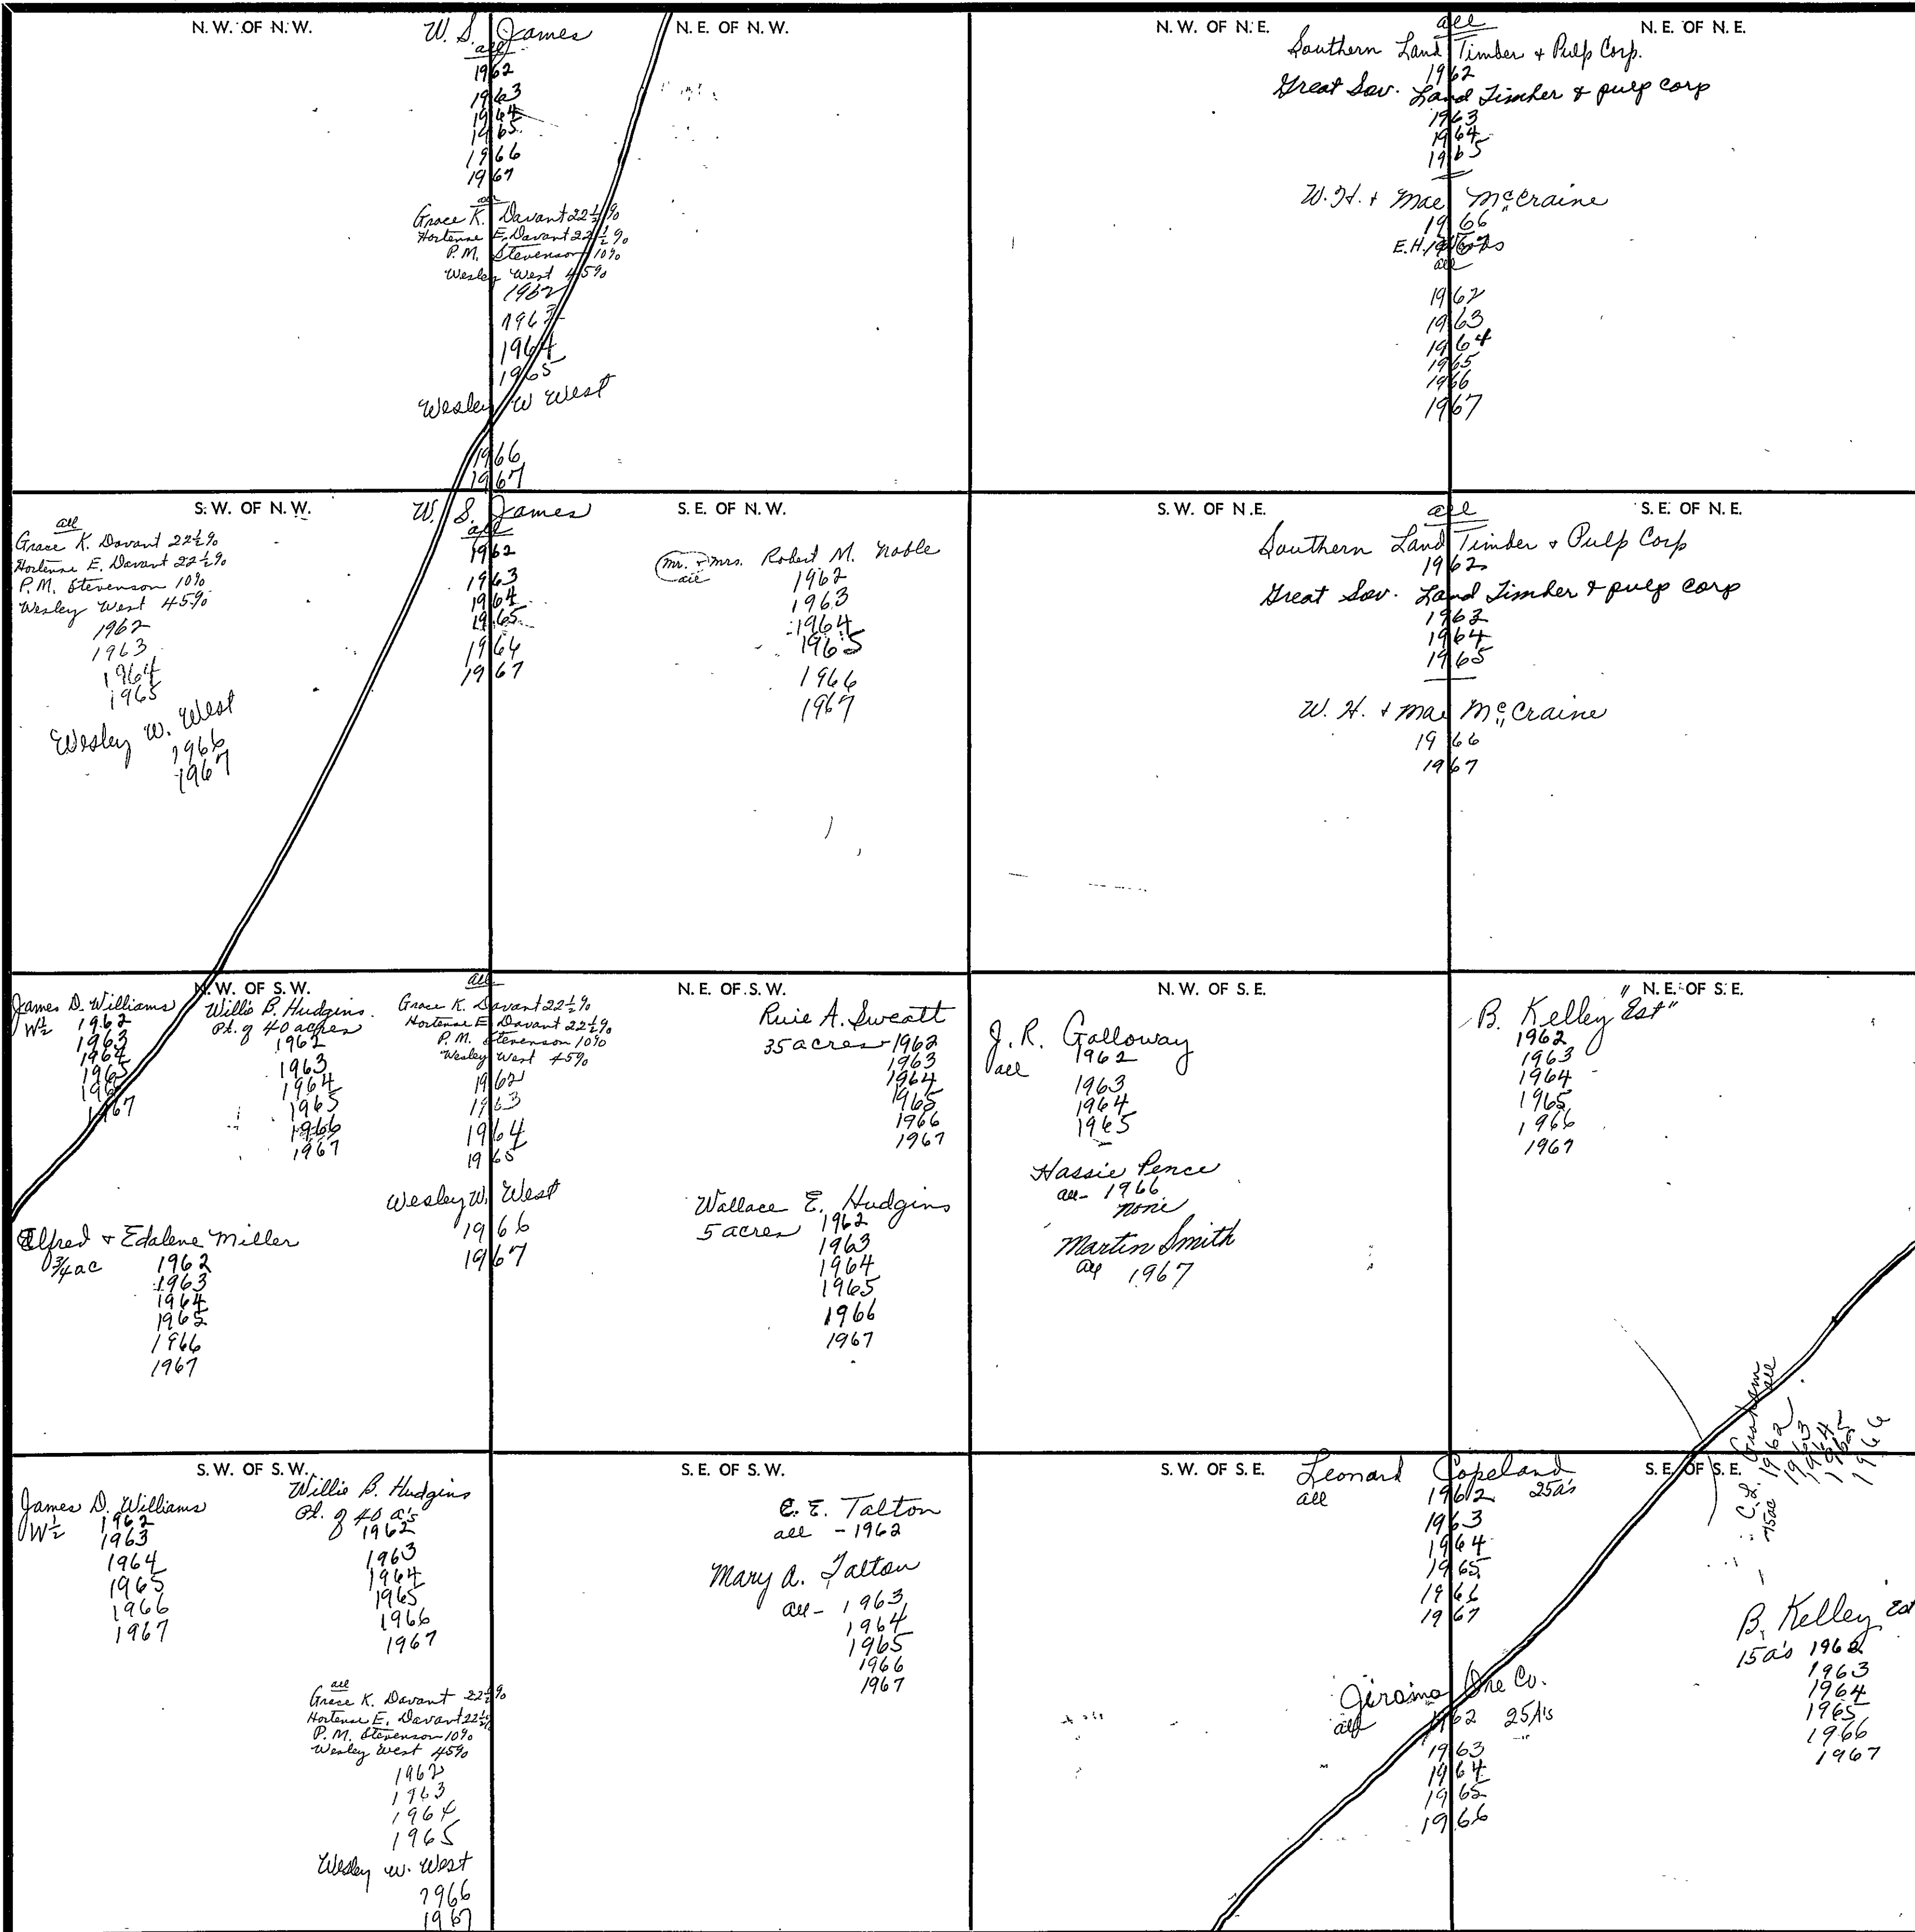 N.W. OF N.W.
N.E. OF N.W.
W. S. James
all
1962
1963
1964
1965
1966
1967
all
Grace K. Davant 22½%
Hortense E. Davant 22½%
P.M. Stevenson 10%
Wesley West 45%
1962
1963
1964
1965
Wesley W West
1966
1967
N.W. OF N.E.
N.E. OF N.E.
all
Southern Land Timber & Pulp Corp.
1962
Great Sov. Land Timber & pulp corp
1963
1964
1965
W.H. + Mae McCraine
1966
1967
E.H.
all
1962
1963
1964
1965
1966
1967
S.W. OF N.W.
all
Grace K. Davant 22½%
Hortense E. Davant 22½%
P.M. Stevenson 10%
Wesley West 45%
1962
1963
1964
1965
Wesley W. West
1966
1967
W. S. James
all
1962
1963
1964
1965
1966
1967
S.E. OF N.W.
Mr. & Mrs. Robert M. Noble
all
1962
1963
1964
1965
1966
1967
S.W. OF N.E.
S.E. OF N.E.
all
Southern Land Timber & Pulp Corp
1962
Great Sov. Land Timber & pulp corp
1963
1964
1965
W. H. + Mae McCraine
1966
1967
N.W. OF S.W.
James D. Williams
W½ 1962
1963
1964
1965
1966
1967
Willie B. Hudgins
Pt. of 40 acres
1962
1963
1964
1965
1966
1967
all
Grace K. Davant 22½%
Hortense E Davant 22½%
P.M. Stevenson 10%
Wesley West 45%
1962
1963
1964
1965
Wesley W. West
1966
1967
Alfred + Edalene Miller
¾ ac 1962
1963
1964
1965
1966
1967
N.E. OF S.W.
Ruie A. Sweatt
35 acres - 1962
1963
1964
1965
1966
1967
Wallace E. Hudgins
5 acres 1962
1963
1964
1965
1966
1967
N.W. OF S.E.
J. R. Galloway
all 1962
1963
1964
1965
Hassie Pence
all - 1966
none
Martin Smith
all 1967
N.E. OF S.E.
B. Kelley "Est"
1962
1963
1964
1965
1966
1967
S.W. OF S.W.
James D. Williams
W½ 1962
1963
1964
1965
1966
1967
Willie B. Hudgins
Pt. of 40 a's
1962
1963
1964
1965
1966
1967
all
Grace K. Davant 22½%
Hortense E. Davant 22½
P.M. Stevenson 10%
Wesley West 45%
1962
1963
1964
1965
Wesley W. West
1966
1967
S.E. OF S.W.
E. E. Talton
all - 1962
Mary A. Talton
all - 1963
1964
1965
1966
1967
S.W. OF S.E.
S.E. OF S.E.
Leonard Copeland
all 1962 25a's
1963
1964
1965
1966
1967
Ore Co.
all 1962 25A's
1963
1964
1965
1966
all
1962
1963
1964
1965
1966
B. Kelley Est
15a's 1962
1963
1964
1965
1966
1967